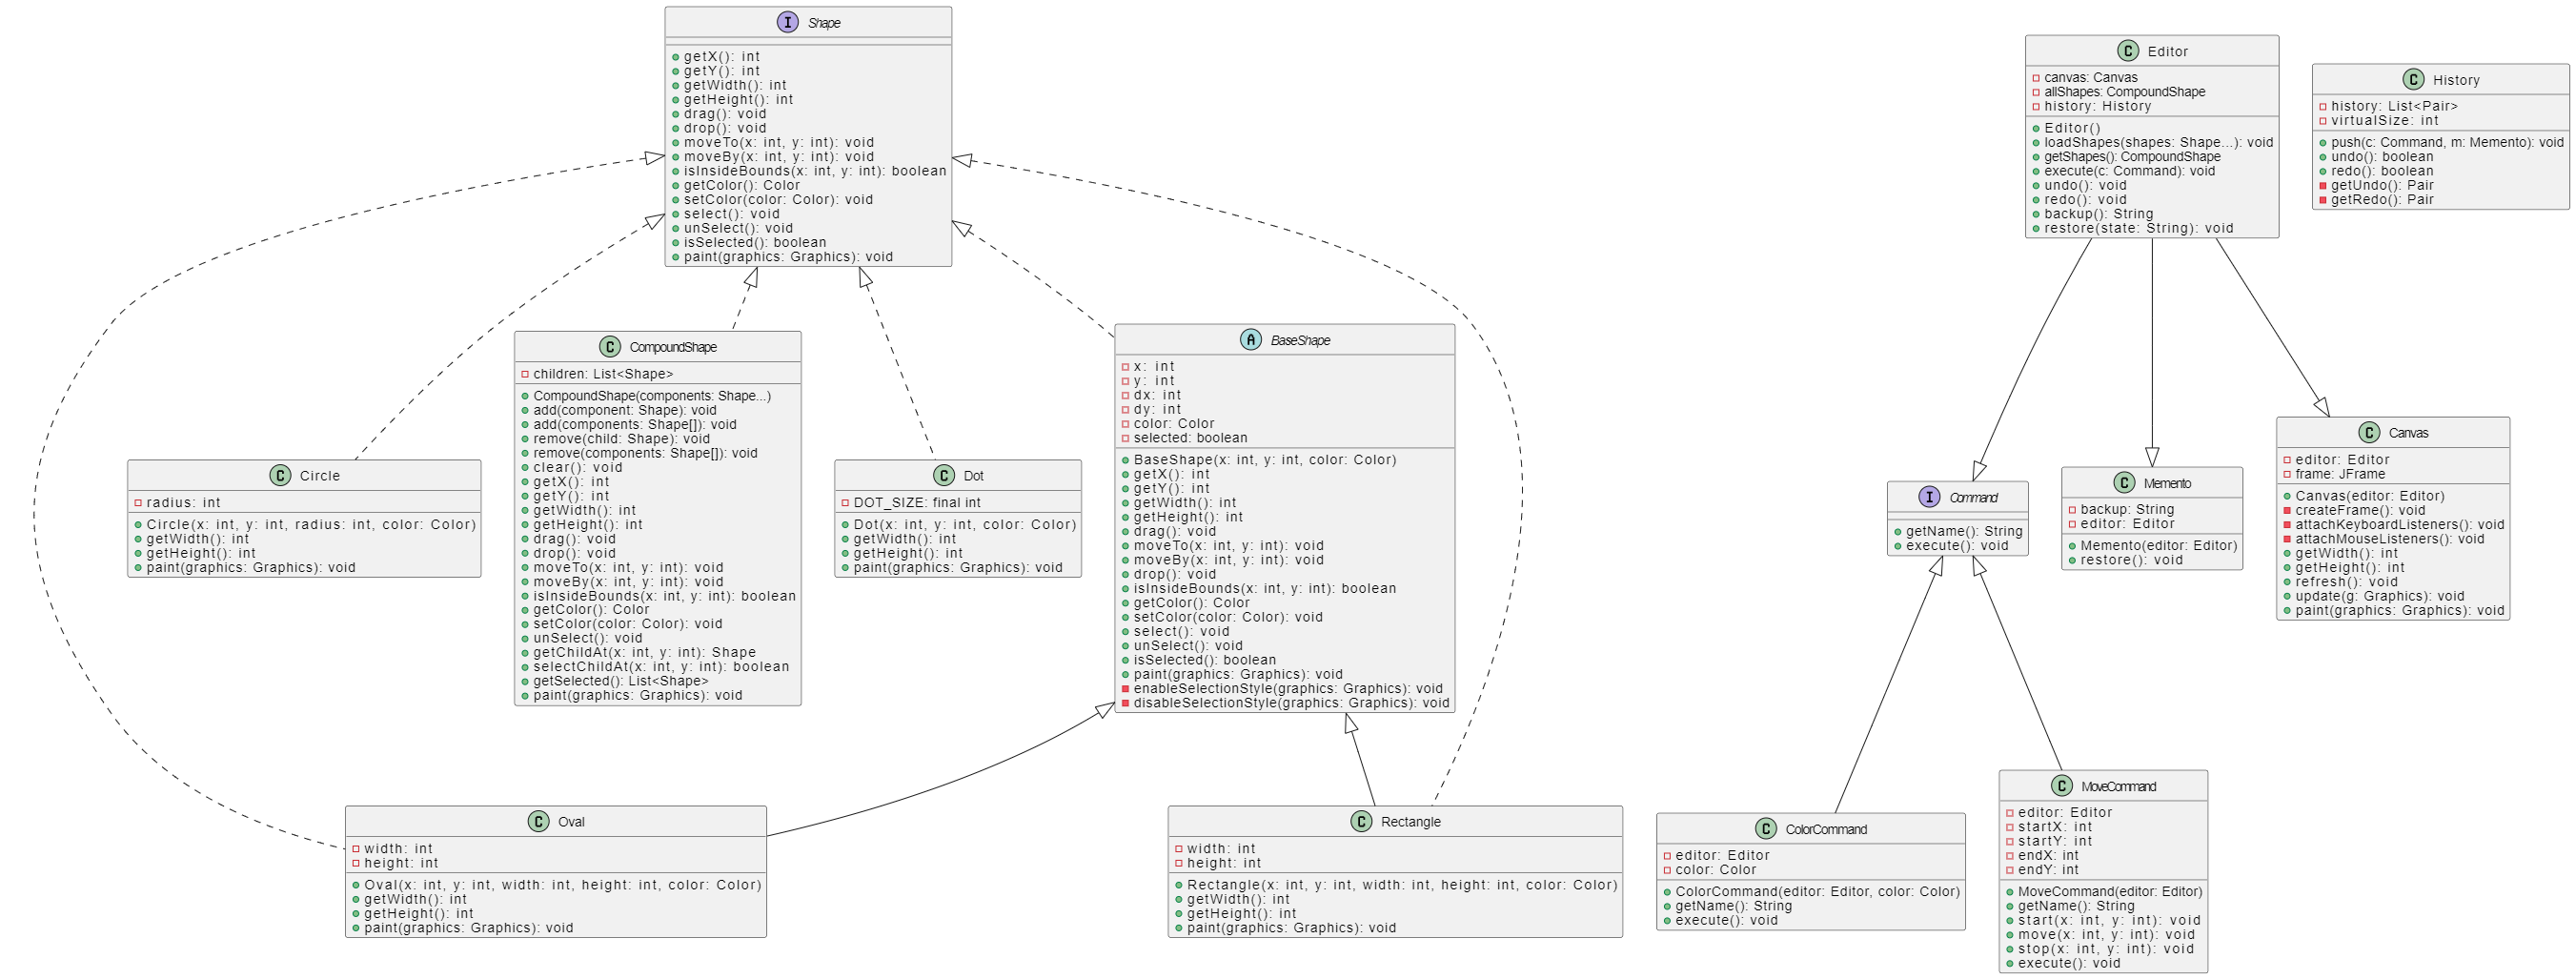 I Shape
getX(): int
getY(): int
getWidth(): int
getHeight(): int
drag(): void
drop(): void
moveTo(x: int, y: int): void
moveBy(x: int, y: int): void
isInsideBounds(x: int, y: int): boolean
getColor(): Color
setColor(color: Color): void
select(): void
unSelect(): void
isSelected(): boolean
paint(graphics: Graphics): void
C Editor
canvas: Canvas
allShapes: CompoundShape
history: History
Editor()
loadShapes(shapes: Shape...): void
getShapes(): CompoundShape
execute(c: Command): void
undo(): void
redo(): void
backup(): String
restore(state: String): void
C History
history: List<Pair>
virtualSize: int
push(c: Command, m: Memento): void
undo(): boolean
redo(): boolean
getUndo(): Pair
getRedo(): Pair
C Circle
radius: int
Circle(x: int, y: int, radius: int, color: Color)
getWidth(): int
getHeight(): int
paint(graphics: Graphics): void
C CompoundShape
children: List<Shape>
CompoundShape(components: Shape...)
add(component: Shape): void
add(components: Shape[]): void
remove(child: Shape): void
remove(components: Shape[]): void
clear(): void
getX(): int
getY(): int
getWidth(): int
getHeight(): int
drag(): void
drop(): void
moveTo(x: int, y: int): void
moveBy(x: int, y: int): void
isInsideBounds(x: int, y: int): boolean
getColor(): Color
setColor(color: Color): void
unSelect(): void
getChildAt(x: int, y: int): Shape
selectChildAt(x: int, y: int): boolean
getSelected(): List<Shape>
paint(graphics: Graphics): void
C Dot
DOT_SIZE: final int
Dot(x: int, y: int, color: Color)
getWidth(): int
getHeight(): int
paint(graphics: Graphics): void
A BaseShape
x: int
y: int
dx: int
dy: int
color: Color
selected: boolean
BaseShape(x: int, y: int, color: Color)
getX(): int
getY(): int
getWidth(): int
getHeight(): int
drag(): void
moveTo(x: int, y: int): void
moveBy(x: int, y: int): void
drop(): void
isInsideBounds(x: int, y: int): boolean
getColor(): Color
setColor(color: Color): void
select(): void
unSelect(): void
isSelected(): boolean
paint(graphics: Graphics): void
enableSelectionStyle(graphics: Graphics): void
disableSelectionStyle(graphics: Graphics): void
I Command
getName(): String
execute(): void
C Memento
backup: String
editor: Editor
Memento(editor: Editor)
restore(): void
C Canvas
editor: Editor
frame: JFrame
Canvas(editor: Editor)
createFrame(): void
attachKeyboardListeners(): void
attachMouseListeners(): void
getWidth(): int
getHeight(): int
refresh(): void
update(g: Graphics): void
paint(graphics: Graphics): void
C Oval
width: int
height: int
Oval(x: int, y: int, width: int, height: int, color: Color)
getWidth(): int
getHeight(): int
paint(graphics: Graphics): void
C Rectangle
width: int
height: int
Rectangle(x: int, y: int, width: int, height: int, color: Color)
getWidth(): int
getHeight(): int
paint(graphics: Graphics): void
C ColorCommand
editor: Editor
color: Color
ColorCommand(editor: Editor, color: Color)
getName(): String
execute(): void
C MoveCommand
editor: Editor
startX: int
startY: int
endX: int
endY: int
MoveCommand(editor: Editor)
getName(): String
start(x: int, y: int): void
move(x: int, y: int): void
stop(x: int, y: int): void
execute(): void